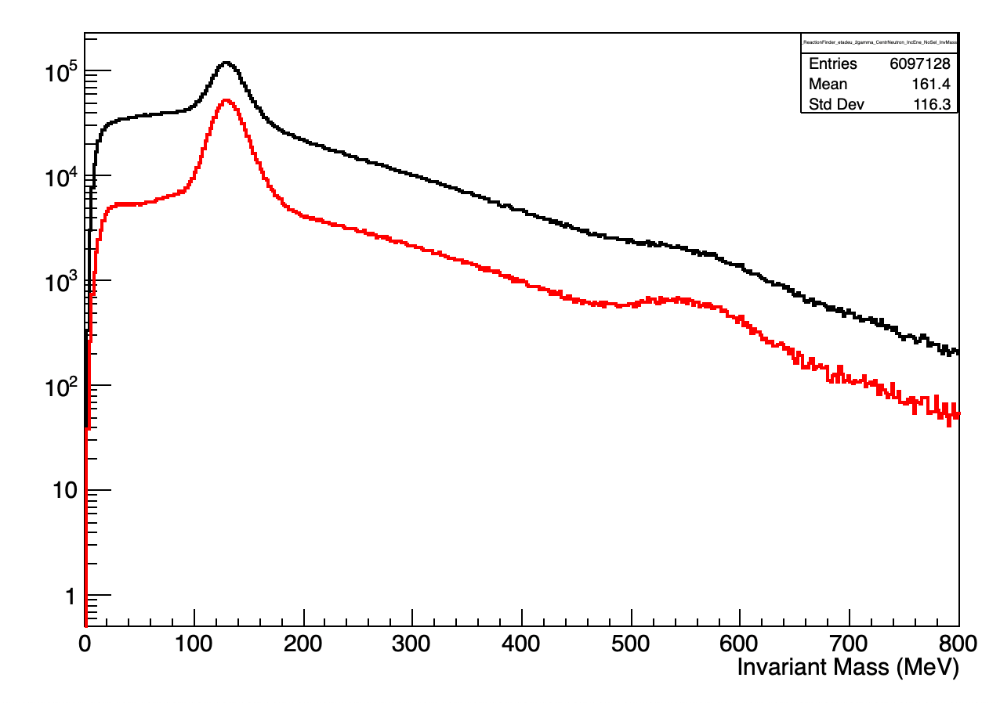 _ReactionFinder_etadeu_2gamma_CentrNeutron_IncEne_NoSel_InvMass
Entries 6097128
Mean 161.4
Std Dev 116.3
10^5
10^4
10^3
10^2
10
1
0 100 200 300 400 500 600 700 800
Invariant Mass (MeV)